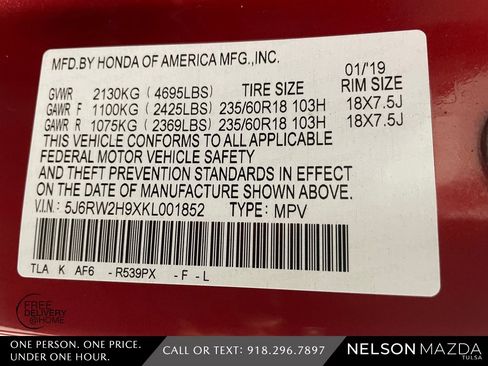 MFD.BY HONDA OF AMERICA MFG.,INC.
01/'19
GVWR 2130KG (4695LBS) TIRE SIZE RIM SIZE
GAWR F 1100KG (2425LBS) 235/60R18 103H 18X7.5J
GAWR R 1075KG (2369LBS) 235/60R18 103H 18X7.5J
THIS VEHICLE CONFORMS TO ALL APPLICABLE
FEDERAL MOTOR VEHICLE SAFETY
AND THEFT PREVENTION STANDARDS IN EFFECT
ON THE DATE OF MANUFACTURE SHOWN ABOVE.
V.I.N.: 5J6RW2H9XKL001852 TYPE: MPV
TLA K AF6 - R539PX - F - L
FREE
DELIVERY
@HOME
ONE PERSON. ONE PRICE.
UNDER ONE HOUR.
CALL OR TEXT: 918.296.7897
NELSON MAZDA
TULSA